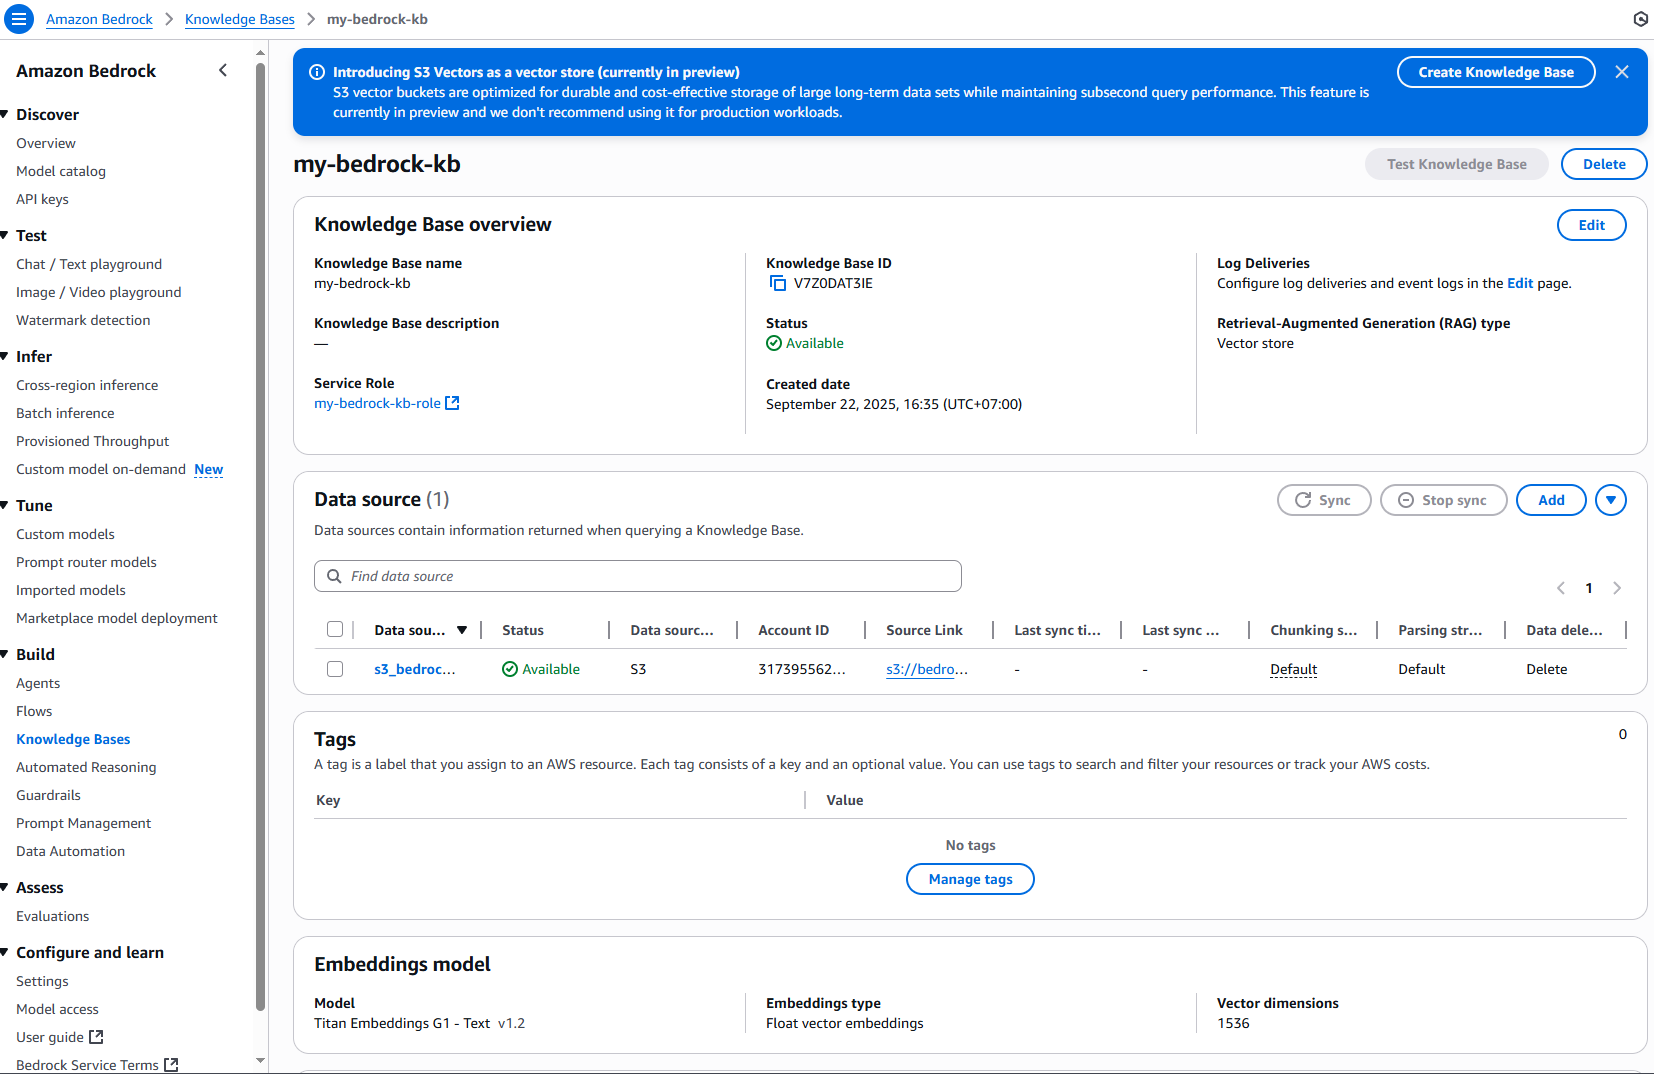 Amazon Bedrock > Knowledge Bases > my-bedrock-kb
Amazon Bedrock
Discover
Overview
Model catalog
API keys
Test
Chat / Text playground
Image / Video playground
Watermark detection
Infer
Cross-region inference
Batch inference
Provisioned Throughput
Custom model on-demand New
Tune
Custom models
Prompt router models
Imported models
Marketplace model deployment
Build
Agents
Flows
Knowledge Bases
Automated Reasoning
Guardrails
Prompt Management
Data Automation
Assess
Evaluations
Configure and learn
Settings
Model access
User guide
Bedrock Service Terms
Introducing S3 Vectors as a vector store (currently in preview)
S3 vector buckets are optimized for durable and cost-effective storage of large long-term data sets while maintaining subsecond query performance. This feature is
currently in preview and we don't recommend using it for production workloads.
Create Knowledge Base
my-bedrock-kb
Test Knowledge Base
Delete
Knowledge Base overview
Edit
Knowledge Base name
my-bedrock-kb
Knowledge Base description
—
Service Role
my-bedrock-kb-role
Knowledge Base ID
V7Z0DAT3IE
Status
Available
Created date
September 22, 2025, 16:35 (UTC+07:00)
Log Deliveries
Configure log deliveries and event logs in the Edit page.
Retrieval-Augmented Generation (RAG) type
Vector store
Data source (1)
Sync
Stop sync
Add
Data sources contain information returned when querying a Knowledge Base.
Find data source
1
Data sou... Status Data sourc... Account ID Source Link Last sync ti... Last sync ... Chunking s... Parsing str... Data dele...
s3_bedroc... Available S3 317395562... s3://bedro... - - Default Default Delete
Tags
0
A tag is a label that you assign to an AWS resource. Each tag consists of a key and an optional value. You can use tags to search and filter your resources or track your AWS costs.
Key Value
No tags
Manage tags
Embeddings model
Model
Titan Embeddings G1 - Text v1.2
Embeddings type
Float vector embeddings
Vector dimensions
1536